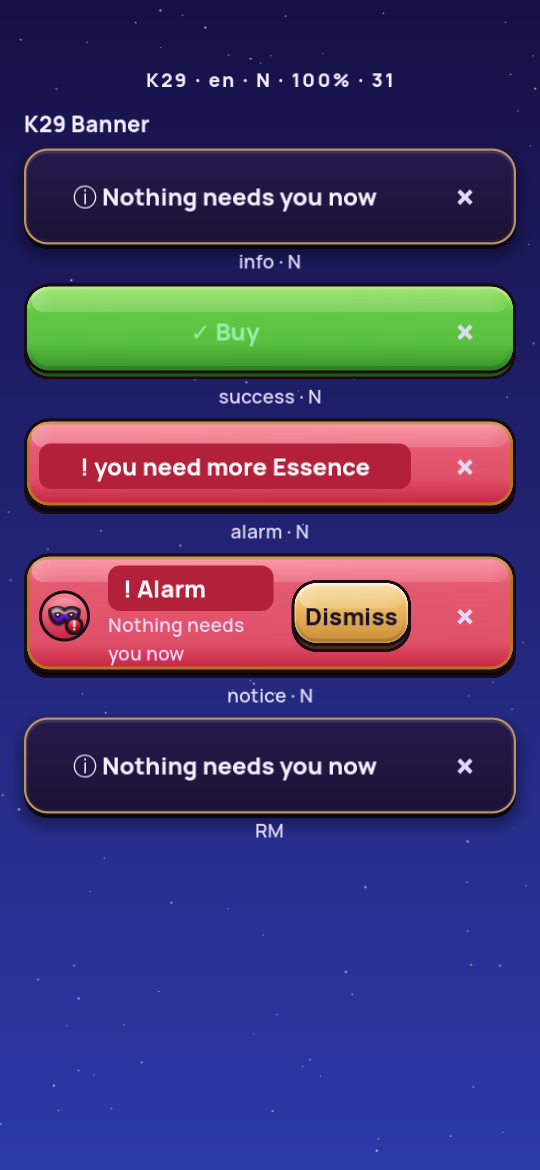 K29 · en · N · 100% · 31
K29 Banner
ⓘ Nothing needs you now ×
info · N
✓ Buy ×
success · N
! you need more Essence ×
alarm · N
! Alarm
Nothing needs
you now
Dismiss ×
notice · N
ⓘ Nothing needs you now ×
RM